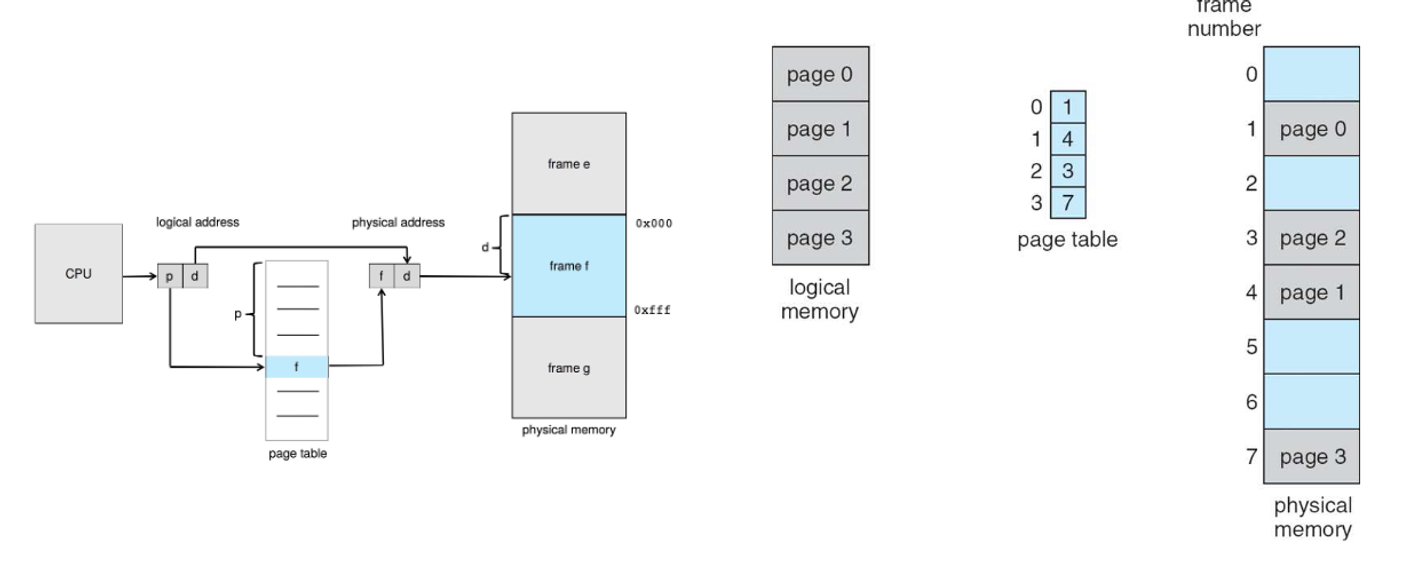 logical address
physical address
CPU
p d
p
f
page table
f d
d
frame e
frame f
frame g
0x000
0xfff
physical memory
page 0
page 1
page 2
page 3
logical
memory
0 1
1 4
2 3
3 7
page table
frame
number
0
1 page 0
2
3 page 2
4 page 1
5
6
7 page 3
physical
memory